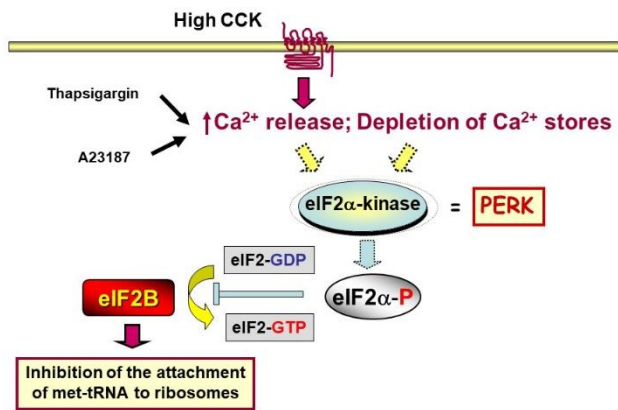 High CCK
Thapsigargin
↑Ca²⁺ release; Depletion of Ca²⁺ stores
A23187
eIF2α-kinase = PERK
eIF2-GDP
eIF2B
eIF2α-P
eIF2-GTP
Inhibition of the attachment
of met-tRNA to ribosomes